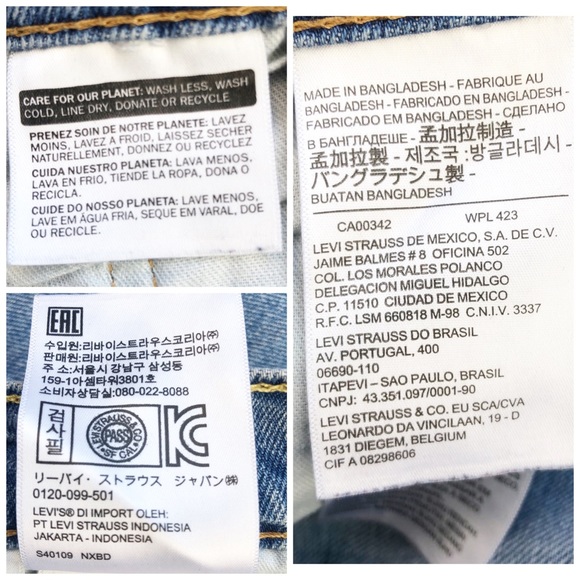 CARE FOR OUR PLANET: WASH LESS, WASH
COLD, LINE DRY, DONATE OR RECYCLE
PRENEZ SOIN DE NOTRE PLANETE: LAVEZ
MOINS, LAVEZ A FROID, LAISSEZ SECHER
NATURELLEMENT, DONNEZ OU RECYCLEZ
CUIDA NUESTRO PLANETA: LAVA MENOS,
LAVA EN FRIO, TIENDE LA ROPA, DONA O
RECICLA.
CUIDE DO NOSSO PLANETA: LAVE MENOS,
LAVE EM ÁGUA FRIA, SEQUE EM VARAL, DOE
OU RECICLE.
EAC
수입원:리바이스트라우스코리아㈜
판매원:리바이스트라우스코리아㈜
주 소:서울시 강남구 삼성동
159-1아셈타워3801호
소비자상담실:080-022-8088
검사필
LEVI STRAUSS & CO
PASS
SF CAL
KC
リーバイ・ストラウス ジャパン㈱
0120-099-501
LEVI'S® DI IMPORT OLEH:
PT LEVI STRAUSS INDONESIA
JAKARTA - INDONESIA
S40109 NXBD
MADE IN BANGLADESH - FABRIQUE AU
BANGLADESH - FABRICADO EN BANGLADESH -
FABRICADO EM BANGLADESH - СДЕЛАНО
В БАНГЛАДЕШЕ - 孟加拉制造 -
孟加拉製 - 제조국 :방글라데시 -
バングラデシュ製 -
BUATAN BANGLADESH
CA00342 WPL 423
LEVI STRAUSS DE MEXICO, S.A. DE C.V.
JAIME BALMES # 8 OFICINA 502
COL. LOS MORALES POLANCO
DELEGACION MIGUEL HIDALGO
C.P. 11510 CIUDAD DE MEXICO
R.F.C. LSM 660818 M-98 C.N.I.V. 3337
LEVI STRAUSS DO BRASIL
AV. PORTUGAL, 400
06690-110
ITAPEVI – SAO PAULO, BRASIL
CNPJ: 43.351.097/0001-90
LEVI STRAUSS & CO. EU SCA/CVA
LEONARDO DA VINCILAAN, 19 - D
1831 DIEGEM, BELGIUM
CIF A 08298606